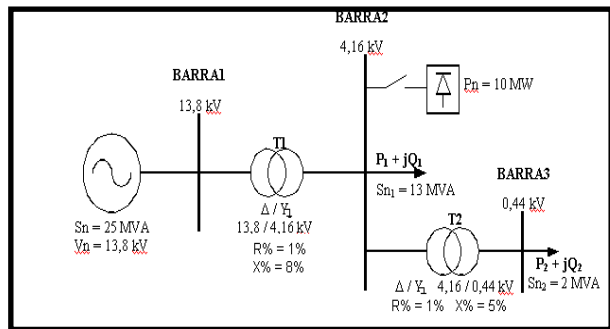 BARRA2
4,16 kV
BARRA1
13,8 kV
Pn = 10 MW
T1
P1 + jQ1
Sn1 = 13 MVA
BARRA3
0,44 kV
Δ / Y
13.8 / 4,16 kV
R% = 1%
X% = 8%
Sn = 25 MVA
Vn = 13,8 kV
T2
P2 + jQ2
Sn2 = 2 MVA
Δ / Y 4,16 / 0,44 kV
R% = 1% X% = 5%